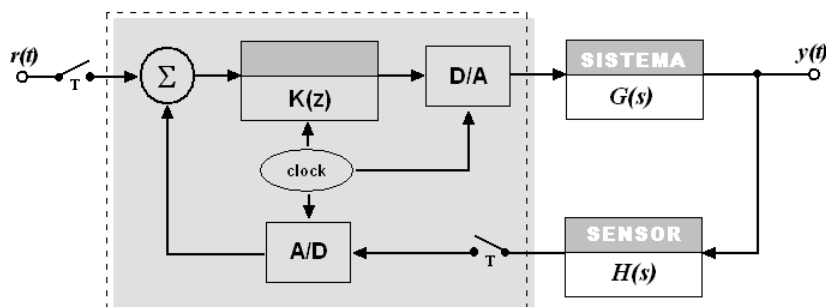 r(t)
T
Σ
K(z)
D/A
SISTEMA
G(s)
y(t)
clock
A/D
T
SENSOR
H(s)